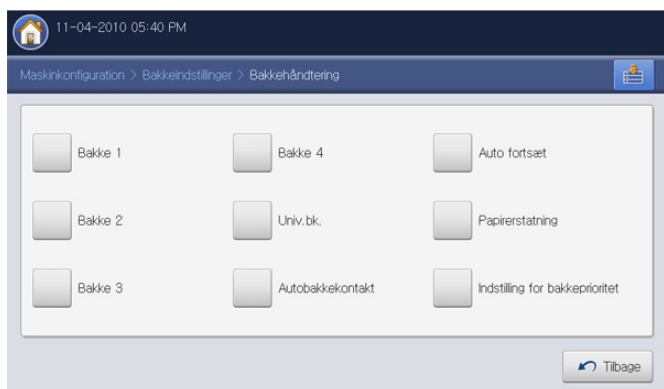 11-04-2010 05:40 PM
Maskinkonfiguration > Bakkeindstillinger > Bakkehåndtering
Bakke 1
Bakke 4
Auto fortsæt
Bakke 2
Univ.bk.
Papirerstatning
Bakke 3
Autobakkekontakt
Indstilling for bakkeprioritet
Tilbage